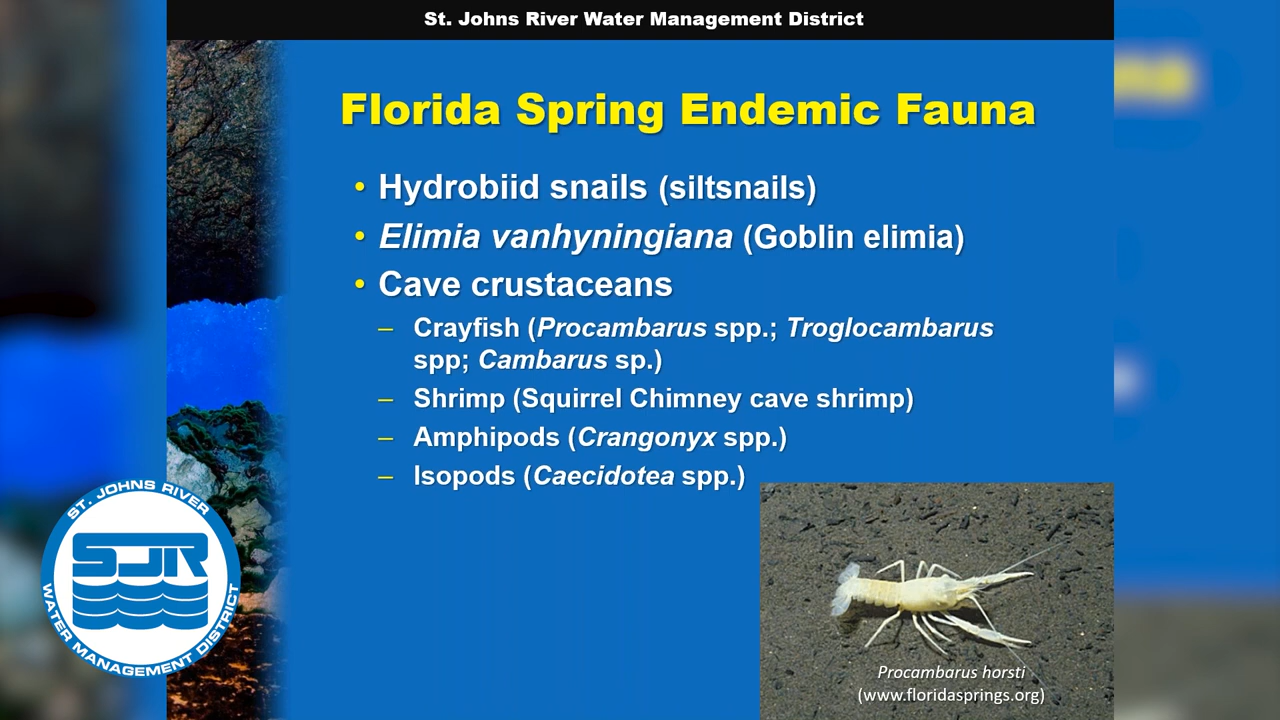 St. Johns River Water Management District
Florida Spring Endemic Fauna
• Hydrobiid snails (siltsnails)
• Elimia vanhyningiana (Goblin elimia)
• Cave crustaceans
– Crayfish (Procambarus spp.; Troglocambarus
spp; Cambarus sp.)
– Shrimp (Squirrel Chimney cave shrimp)
– Amphipods (Crangonyx spp.)
– Isopods (Caecidotea spp.)
ST. JOHNS RIVER
SJR
WATER MANAGEMENT DISTRICT
Procambarus horsti
(www.floridasprings.org)